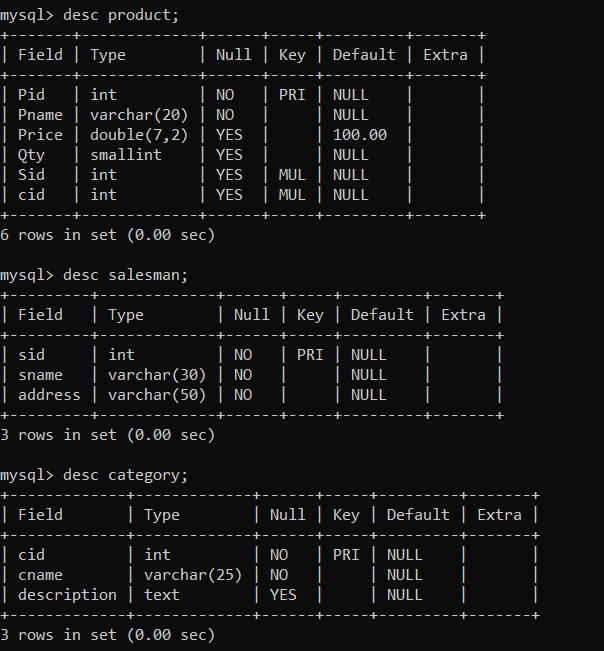 mysql> desc product;
+-------+-------------+------+-----+---------+-------+
| Field | Type        | Null | Key | Default | Extra |
+-------+-------------+------+-----+---------+-------+
| Pid   | int         | NO   | PRI | NULL    |       |
| Pname | varchar(20) | NO   |     | NULL    |       |
| Price | double(7,2) | YES  |     | 100.00  |       |
| Qty   | smallint    | YES  |     | NULL    |       |
| Sid   | int         | YES  | MUL | NULL    |       |
| cid   | int         | YES  | MUL | NULL    |       |
+-------+-------------+------+-----+---------+-------+
6 rows in set (0.00 sec)
mysql> desc salesman;
+---------+-------------+------+-----+---------+-------+
| Field   | Type        | Null | Key | Default | Extra |
+---------+-------------+------+-----+---------+-------+
| sid     | int         | NO   | PRI | NULL    |       |
| sname   | varchar(30) | NO   |     | NULL    |       |
| address | varchar(50) | NO   |     | NULL    |       |
+---------+-------------+------+-----+---------+-------+
3 rows in set (0.00 sec)
mysql> desc category;
+-------------+-------------+------+-----+---------+-------+
| Field       | Type        | Null | Key | Default | Extra |
+-------------+-------------+------+-----+---------+-------+
| cid         | int         | NO   | PRI | NULL    |       |
| cname       | varchar(25) | NO   |     | NULL    |       |
| description | text        | YES  |     | NULL    |       |
+-------------+-------------+------+-----+---------+-------+
3 rows in set (0.00 sec)